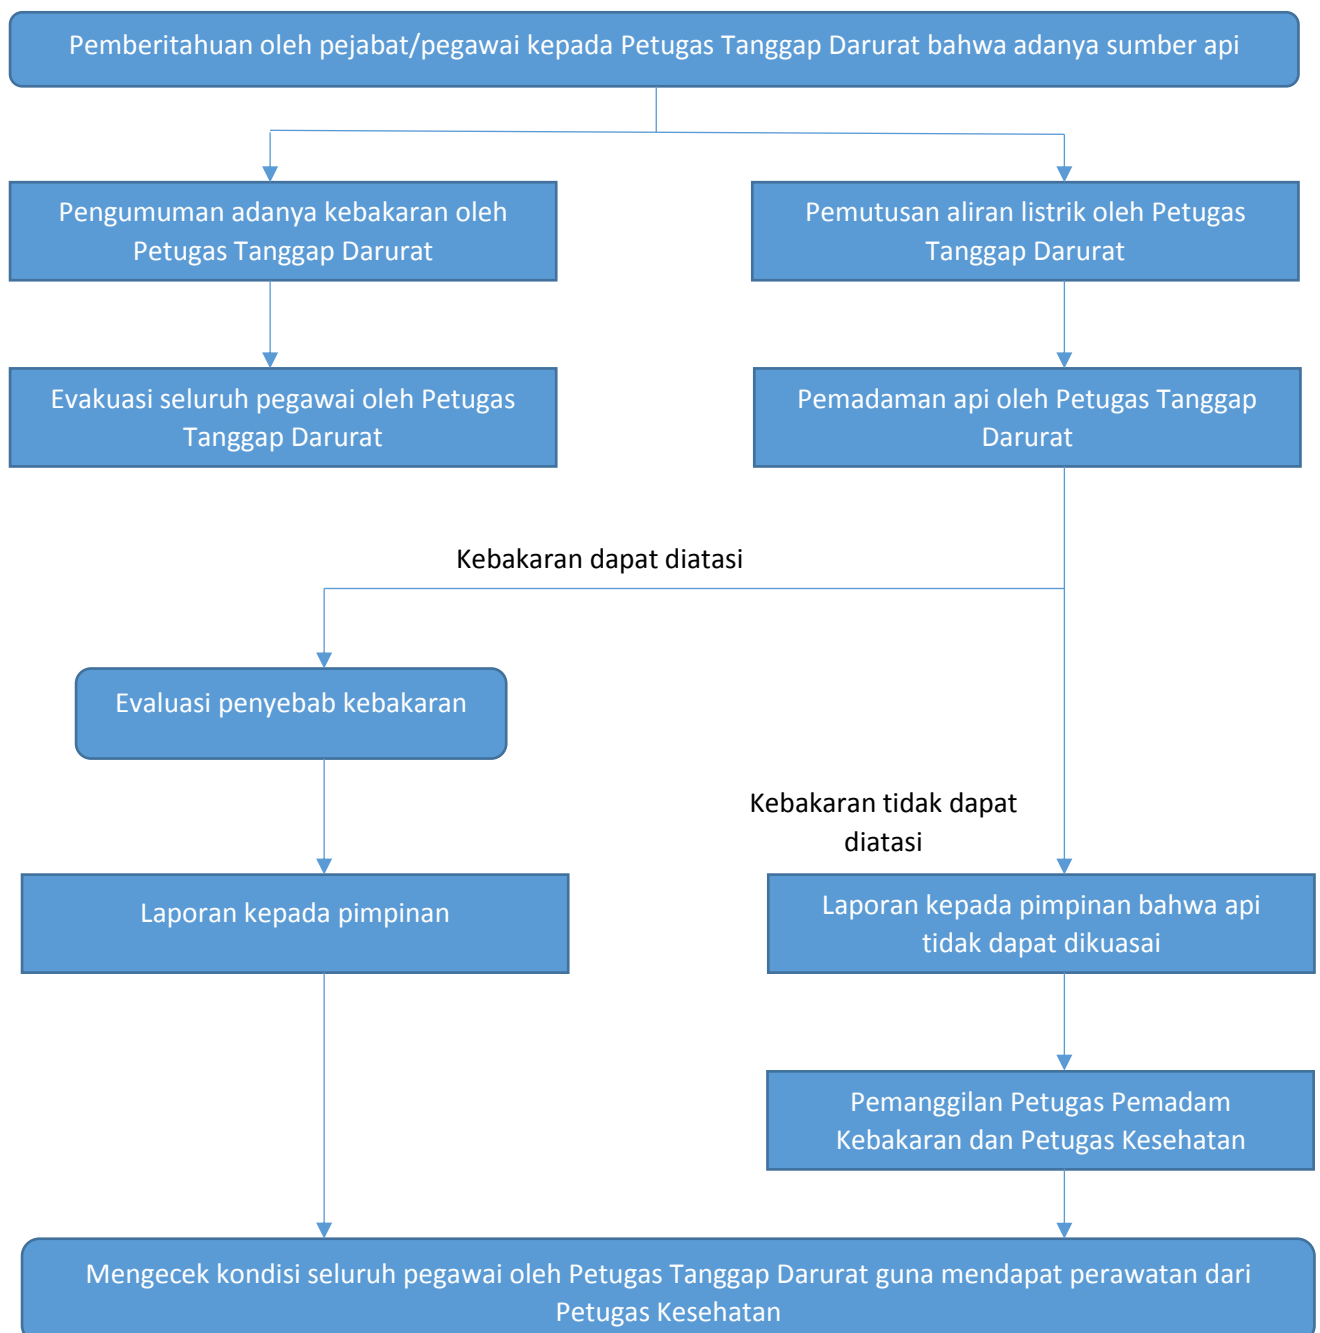 Pemberitahuan oleh pejabat/pegawai kepada Petugas Tanggap Darurat bahwa adanya sumber api
Pengumuman adanya kebakaran oleh
Petugas Tanggap Darurat
Pemutusan aliran listrik oleh Petugas
Tanggap Darurat
Evakuasi seluruh pegawai oleh Petugas
Tanggap Darurat
Pemadaman api oleh Petugas Tanggap
Darurat
Kebakaran dapat diatasi
Evaluasi penyebab kebakaran
Kebakaran tidak dapat
diatasi
Laporan kepada pimpinan
Laporan kepada pimpinan bahwa api
tidak dapat dikuasai
Pemanggilan Petugas Pemadam
Kebakaran dan Petugas Kesehatan
Mengecek kondisi seluruh pegawai oleh Petugas Tanggap Darurat guna mendapat perawatan dari
Petugas Kesehatan